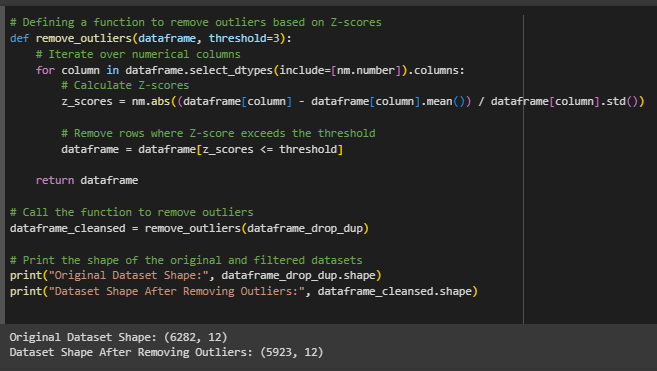 # Defining a function to remove outliers based on Z-scores
def remove_outliers(dataframe, threshold=3):
    # Iterate over numerical columns
    for column in dataframe.select_dtypes(include=[nm.number]).columns:
        # Calculate Z-scores
        z_scores = nm.abs((dataframe[column] - dataframe[column].mean()) / dataframe[column].std())

        # Remove rows where Z-score exceeds the threshold
        dataframe = dataframe[z_scores <= threshold]

    return dataframe

# Call the function to remove outliers
dataframe_cleansed = remove_outliers(dataframe_drop_dup)

# Print the shape of the original and filtered datasets
print("Original Dataset Shape:", dataframe_drop_dup.shape)
print("Dataset Shape After Removing Outliers:", dataframe_cleansed.shape)

Original Dataset Shape: (6282, 12)
Dataset Shape After Removing Outliers: (5923, 12)